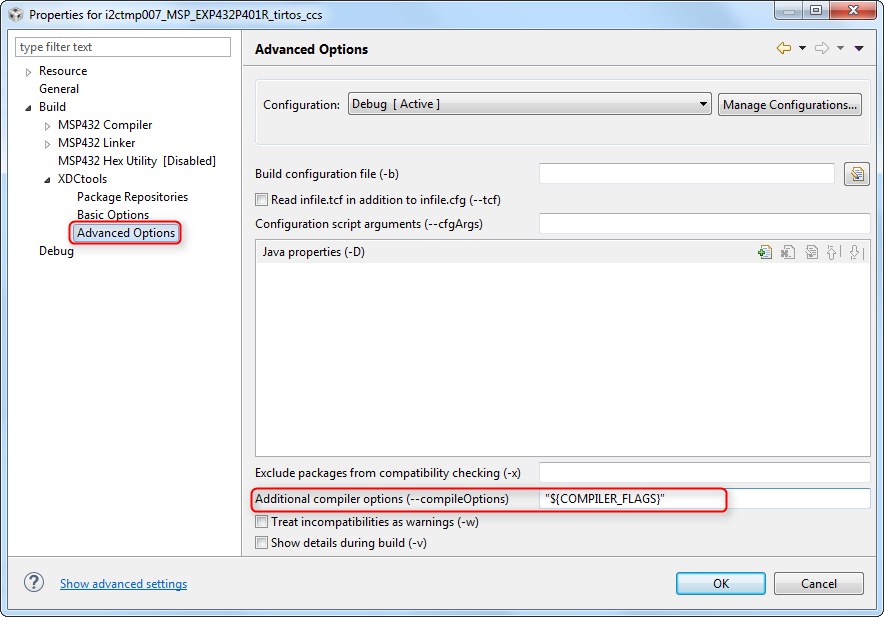 Properties for i2ctmp007_MSP_EXP432P401R_tirtos_ccs
type filter text
Resource
General
Build
MSP432 Compiler
MSP432 Linker
MSP432 Hex Utility [Disabled]
XDCtools
Package Repositories
Basic Options
Advanced Options
Debug
Advanced Options
Configuration: Debug [ Active ] Manage Configurations...
Build configuration file (-b)
Read infile.tcf in addition to infile.cfg (--tcf)
Configuration script arguments (--cfgArgs)
Java properties (-D)
Exclude packages from compatibility checking (-x)
Additional compiler options (--compileOptions) "${COMPILER_FLAGS}"
Treat incompatibilities as warnings (-w)
Show details during build (-v)
? Show advanced settings OK Cancel